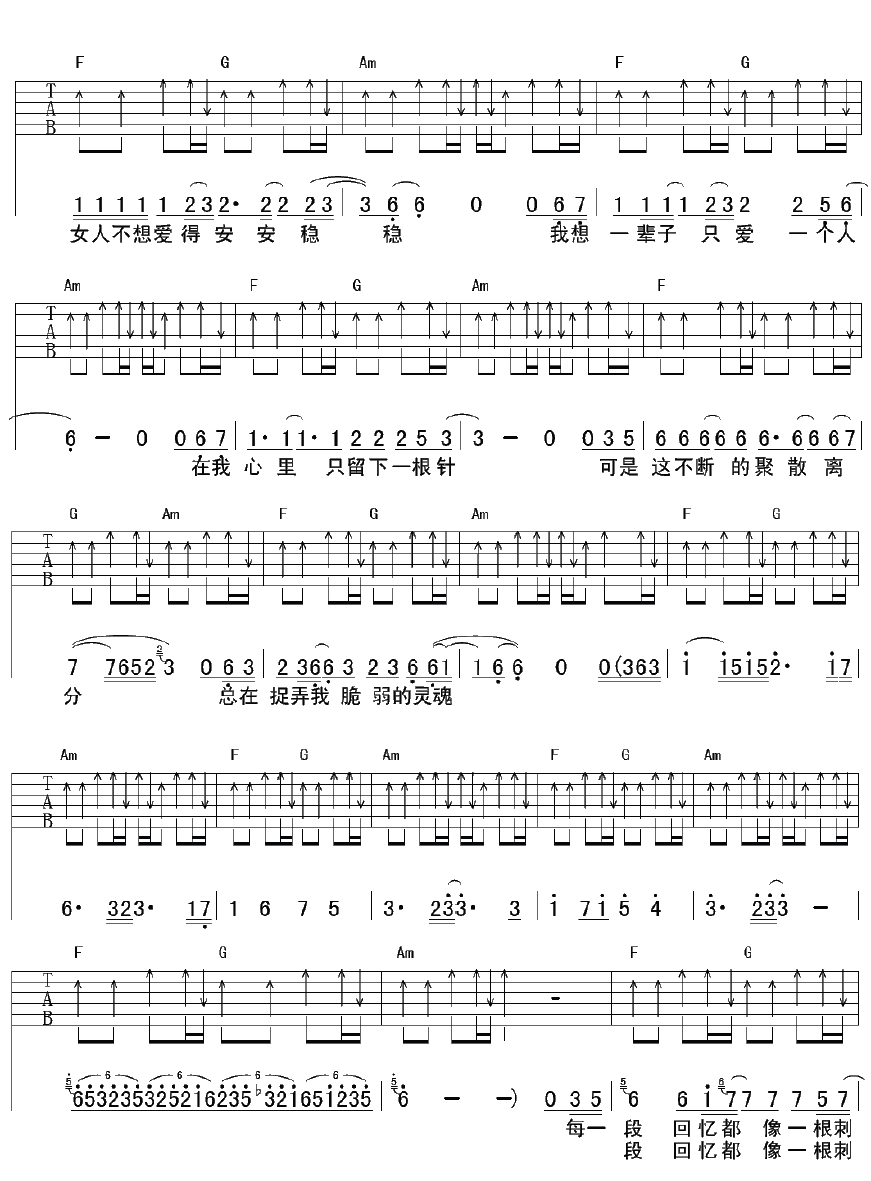 F G Am F G
T A B
1 1 1 1 1 2 3 2· 2 2 2 3 3 6 6 0 0 6 7 1 1 1 1 2 3 2 2 5 6
女人不想爱得 安 安 稳 稳 我想 一辈子 只 爱 一个人
Am F G Am F
T A B
6 - 0 0 6 7 1· 1 1· 1 2 2 2 5 3 3 - 0 0 3 5 6 6 6 6 6 6 6· 6 6 6 7
在我 心里 只留下一根针 可是 这不断 的聚 散 离
G Am F G Am F G
T A B
7 7 6 5 2 2 3 0 6 3 2 3 6 6 3 2 3 6 6 1 1 6 6 0 0 (3 6 3 1 1 5 1 5 2· 1 7
分 总在 捉弄我 脆 弱的灵魂
Am F G Am F G Am
T A B
6· 3 2 3· 1 7 1 6 7 5 3· 2 3 3· 3 1 7 1 5 4 3· 2 3 3 -
F G Am F G
T A B
6 6 6 6
5 6 5 3 2 3 5 3 2 5 2 1 6 2 3 5 ♭3 2 1 6 5 1 2 3 5 5 6 - -) 0 3 5 5 6 6 1 7 7 7 7 5 7
每一 段 回忆都 像一根刺
段 回忆都 像一根刺